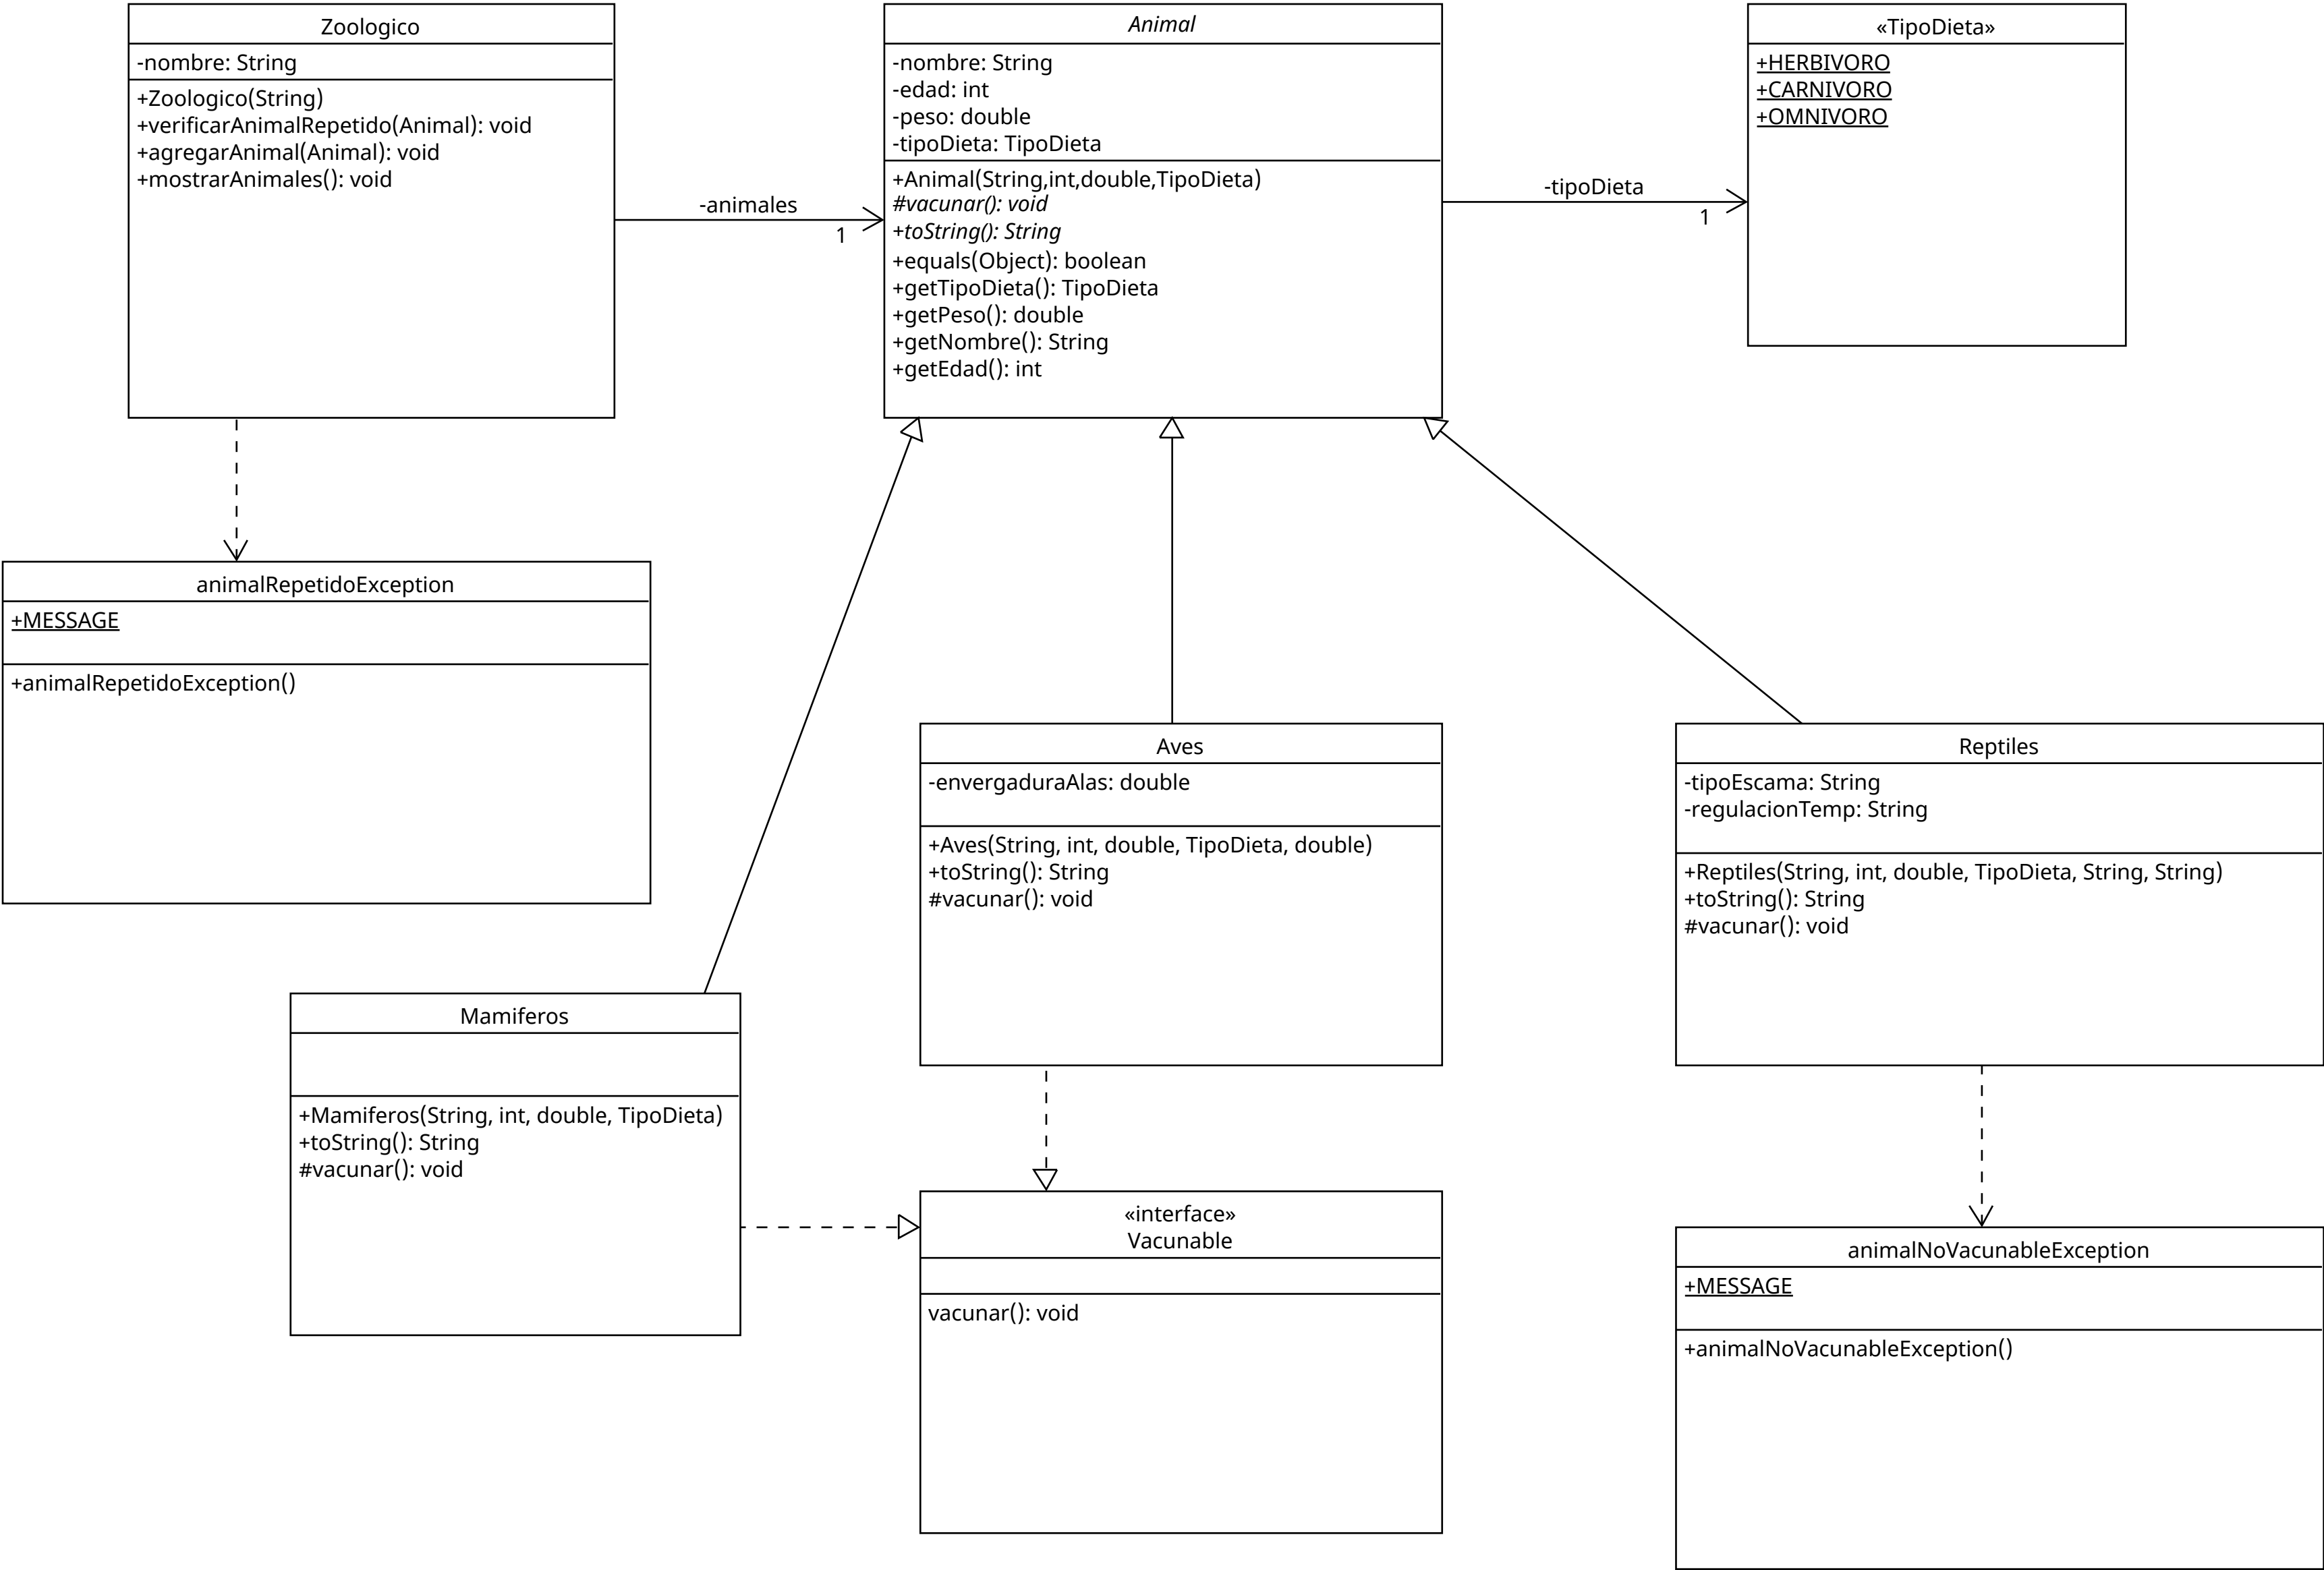 Zoologico
-nombre: String
+Zoologico(String)
+verificarAnimalRepetido(Animal): void
+agregarAnimal(Animal): void
+mostrarAnimales(): void
-animales
1
Animal
-nombre: String
-edad: int
-peso: double
-tipoDieta: TipoDieta
+Animal(String,int,double,TipoDieta)
#vacunar(): void
+toString(): String
+equals(Object): boolean
+getTipoDieta(): TipoDieta
+getPeso(): double
+getNombre(): String
+getEdad(): int
-tipoDieta
1
«TipoDieta»
+HERBIVORO
+CARNIVORO
+OMNIVORO
animalRepetidoException
+MESSAGE
+animalRepetidoException()
Aves
-envergaduraAlas: double
+Aves(String, int, double, TipoDieta, double)
+toString(): String
#vacunar(): void
Reptiles
-tipoEscama: String
-regulacionTemp: String
+Reptiles(String, int, double, TipoDieta, String, String)
+toString(): String
#vacunar(): void
Mamiferos
+Mamiferos(String, int, double, TipoDieta)
+toString(): String
#vacunar(): void
«interface»
Vacunable
vacunar(): void
animalNoVacunableException
+MESSAGE
+animalNoVacunableException()